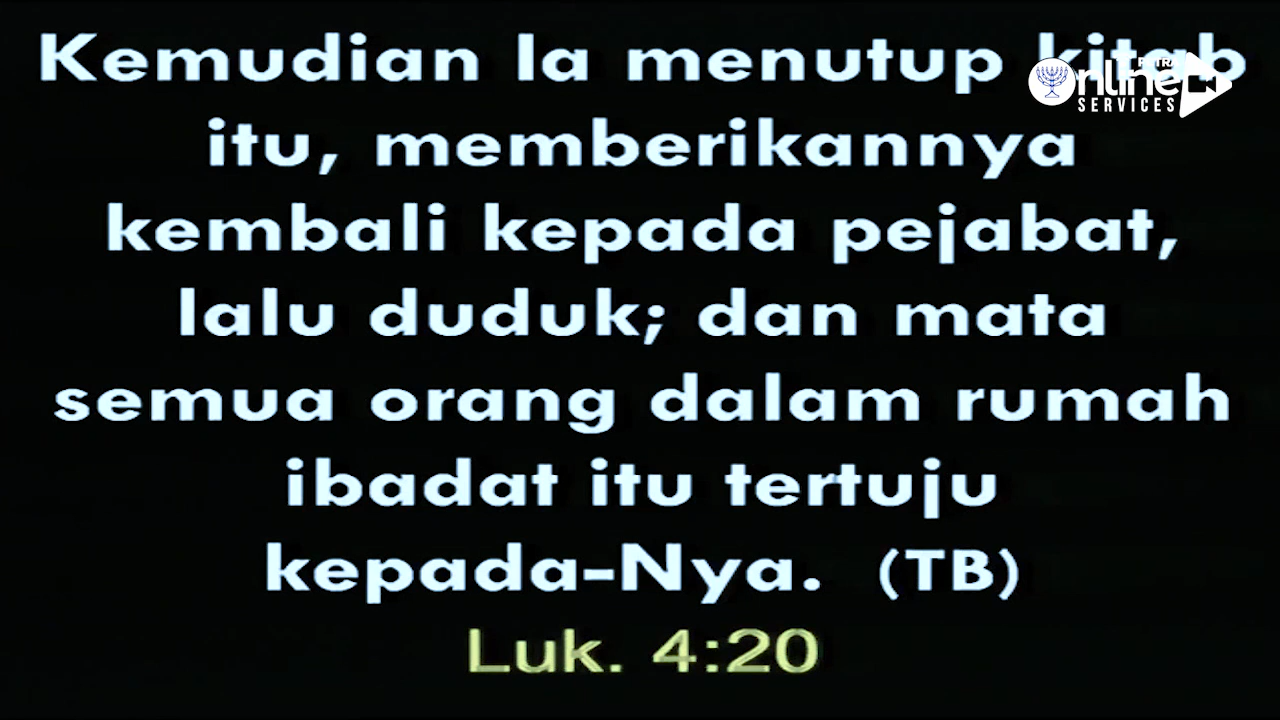 Kemudian Ia menutup kitab
itu, memberikannya
kembali kepada pejabat,
lalu duduk; dan mata
semua orang dalam rumah
ibadat itu tertuju
kepada-Nya. (TB)
Luk. 4:20
PETRA
Online
SERVICES